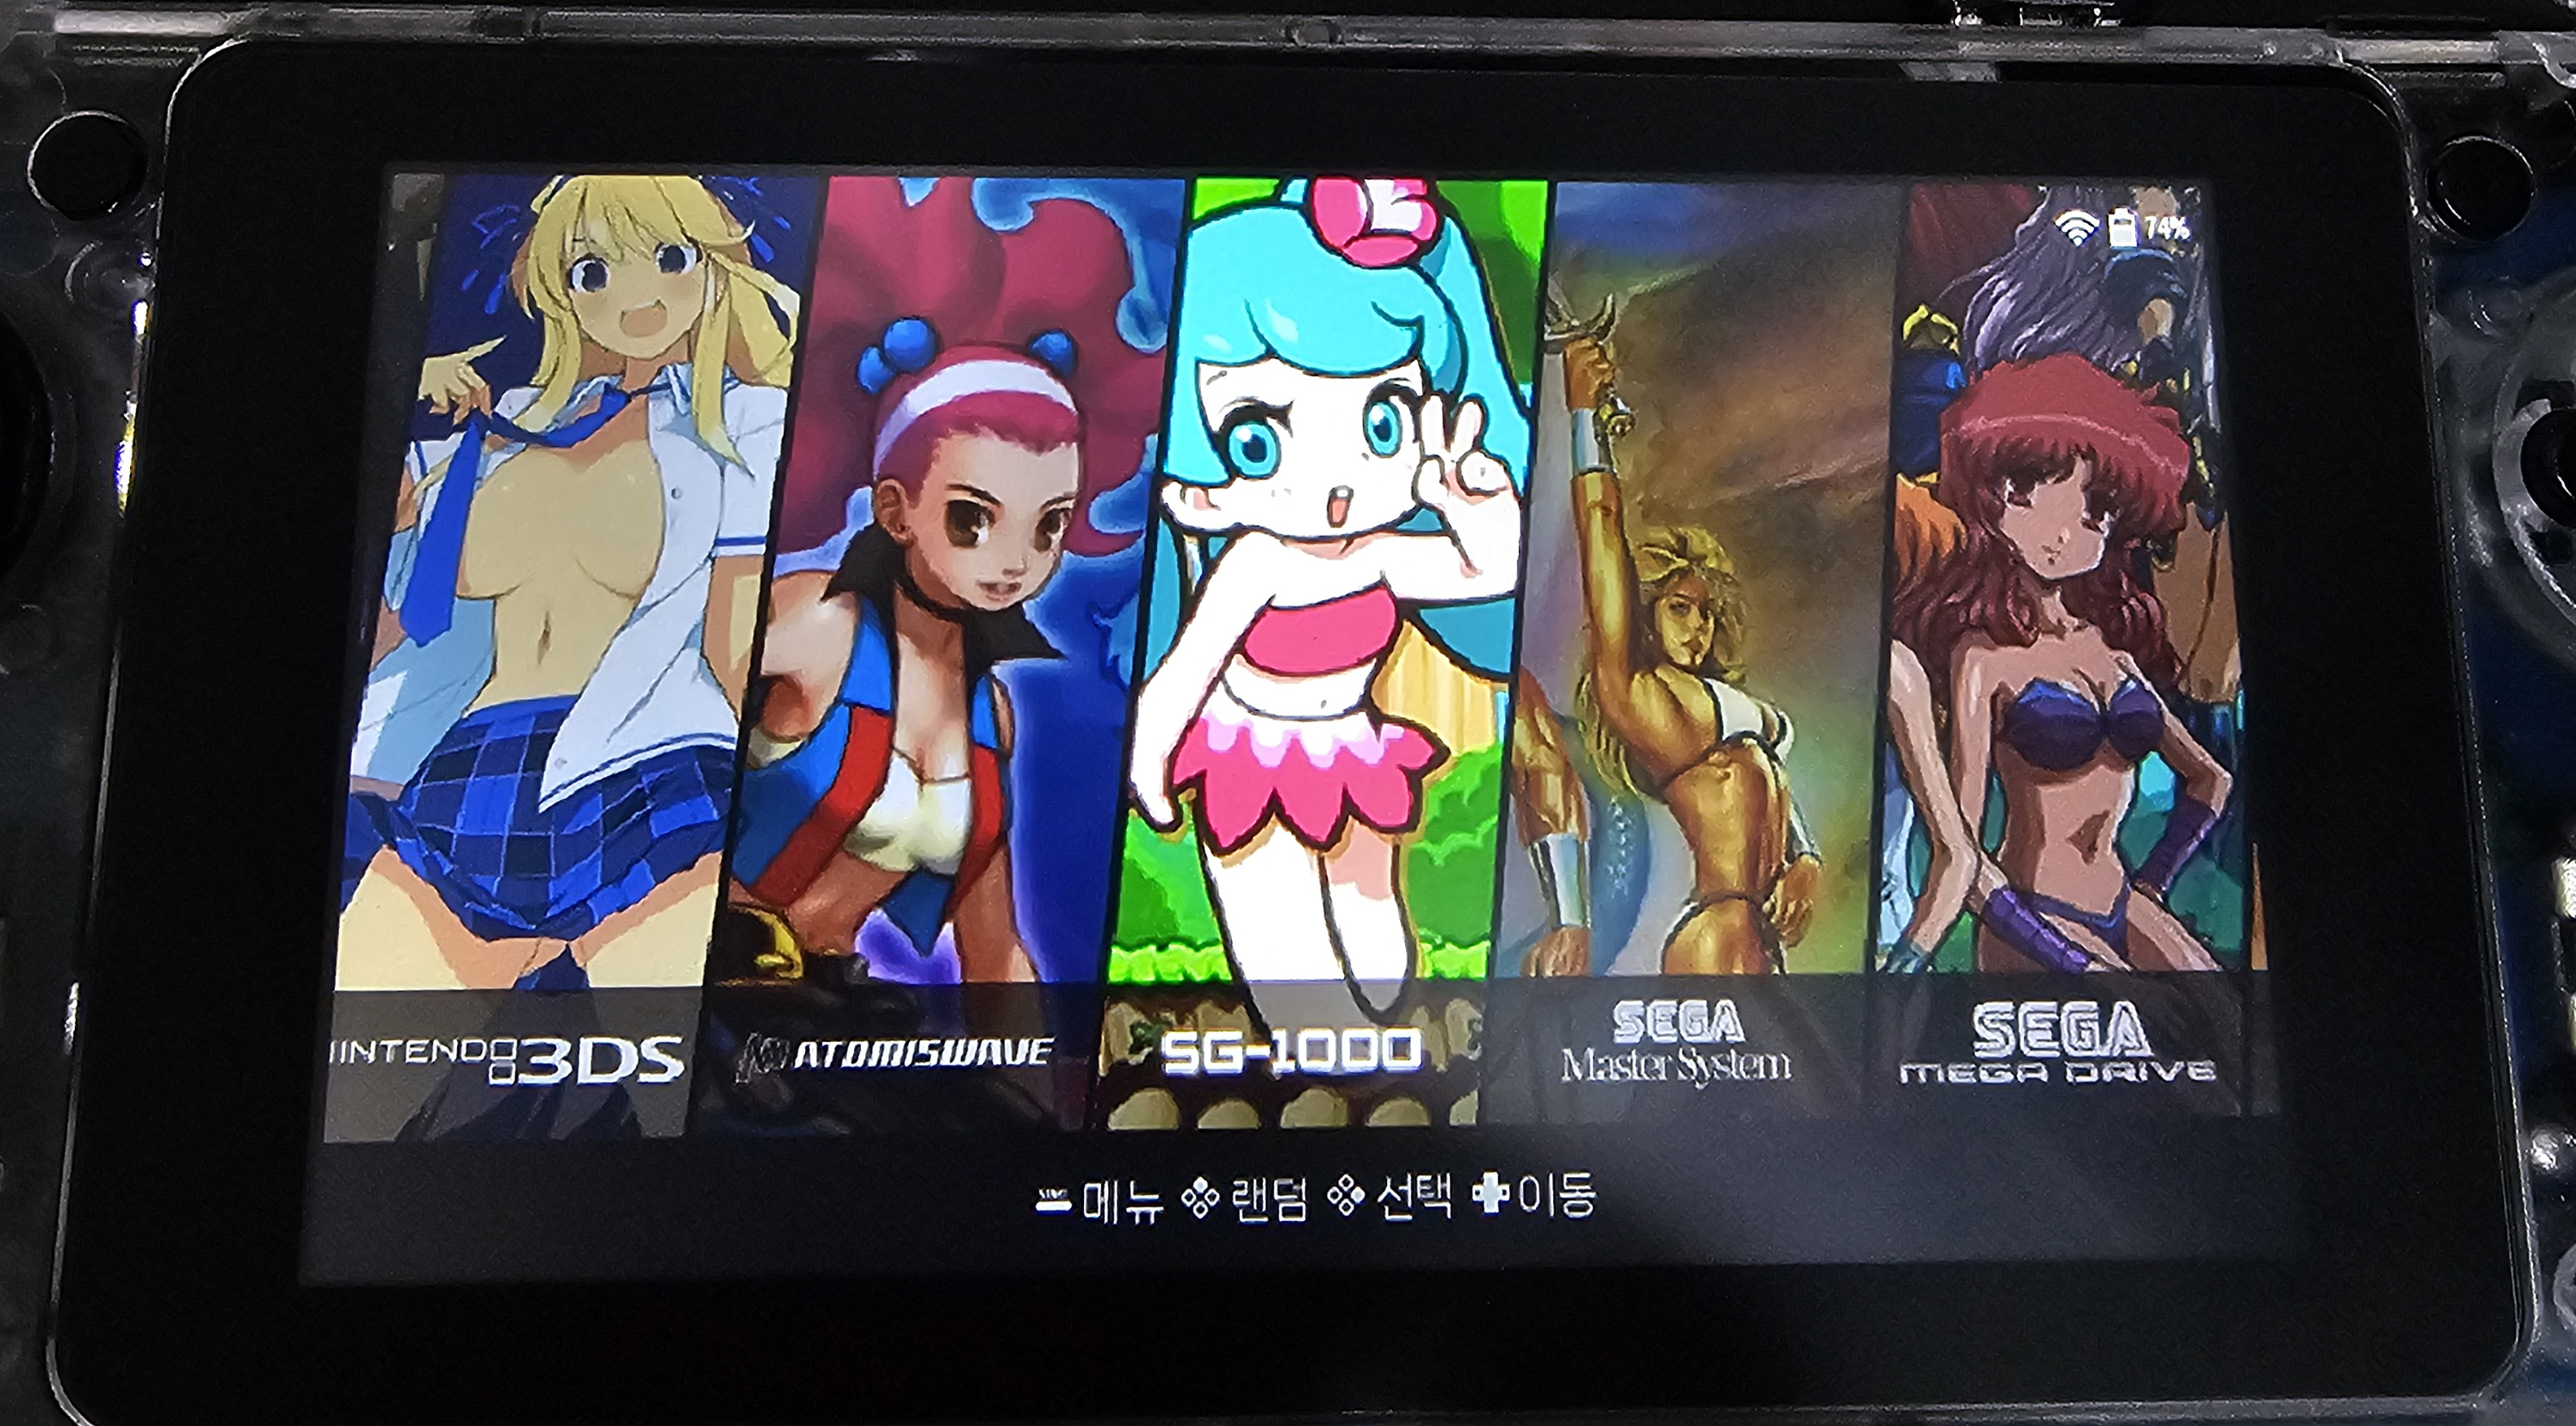 74%
NINTENDO 3DS
ATOMISWAVE
SG-1000
SEGA
Master System
SEGA
MEGA DRIVE
메뉴 랜덤 선택 이동